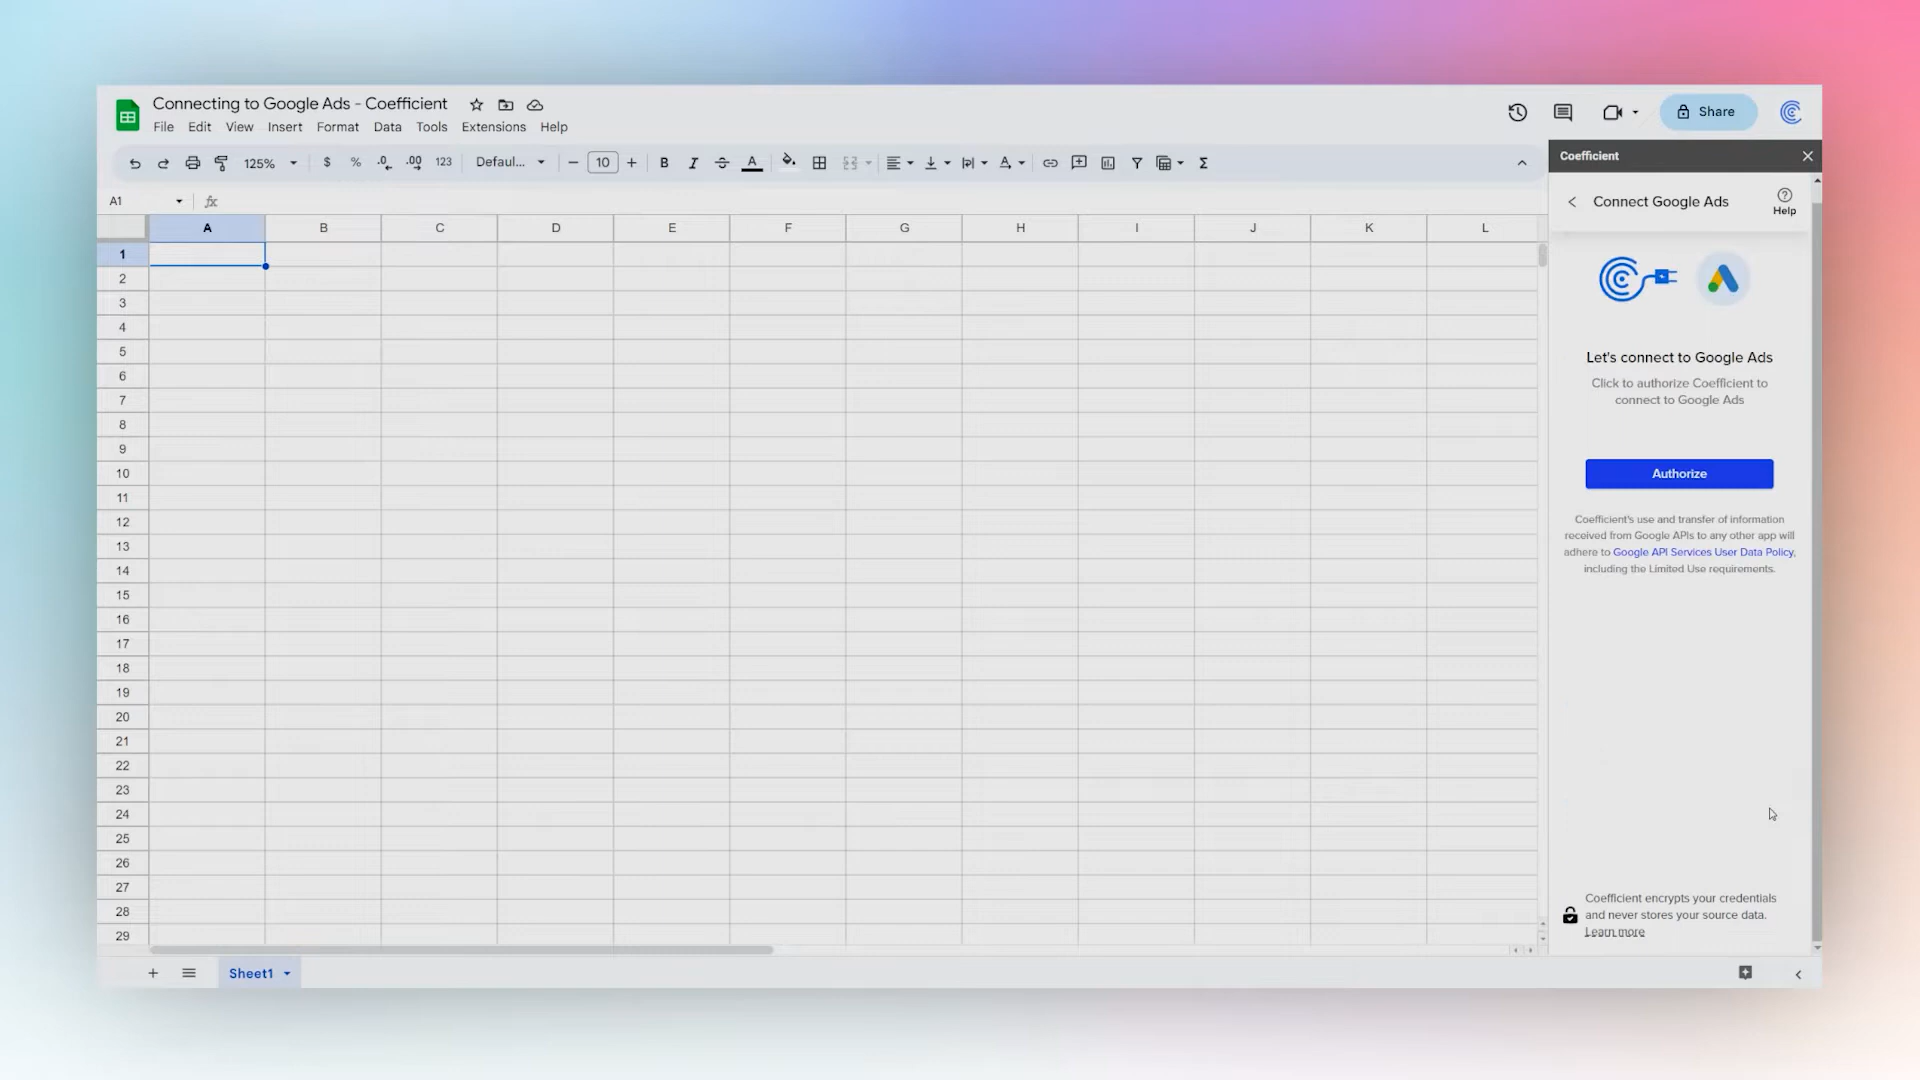 Connecting to Google Ads - Coefficient
File Edit View Insert Format Data Tools Extensions Help
Share
125% $ % .0 .00 123 Defaul... − 10 + B I A Σ
A1 fx
A B C D E F G H I J K L
1
2
3
4
5
6
7
8
9
10
11
12
13
14
15
16
17
18
19
20
21
22
23
24
25
26
27
28
29
Sheet1
Coefficient
Connect Google Ads
Help
Let's connect to Google Ads
Click to authorize Coefficient to
connect to Google Ads
Authorize
Coefficient's use and transfer of information
received from Google APIs to any other app will
adhere to Google API Services User Data Policy,
including the Limited Use requirements.
Coefficient encrypts your credentials
and never stores your source data.
Learn more